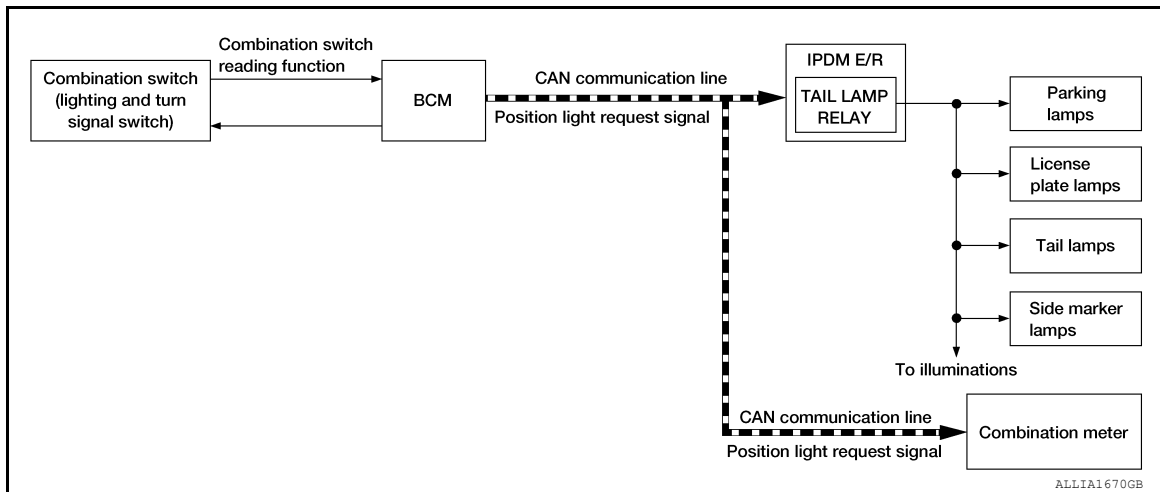 Combination switch
reading function
Combination switch
(lighting and turn
signal switch)
BCM
CAN communication line
Position light request signal
IPDM E/R
TAIL LAMP
RELAY
Parking
lamps
License
plate lamps
Tail lamps
Side marker
lamps
To illuminations
CAN communication line
Position light request signal
Combination meter
ALLIA1670GB